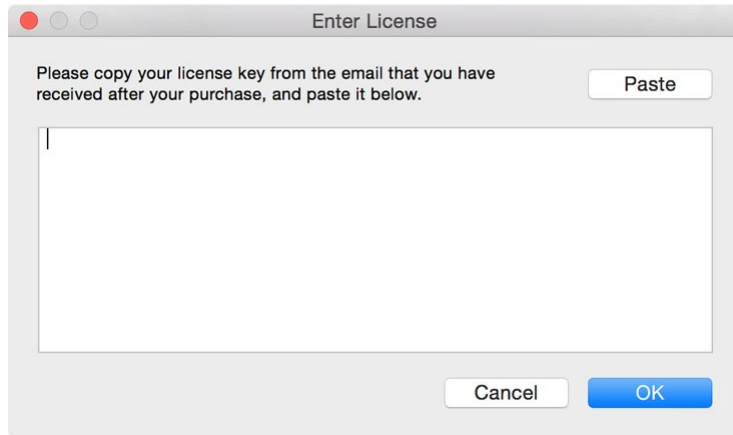 Enter License
Please copy your license key from the email that you have
received after your purchase, and paste it below.
Paste
Cancel
OK